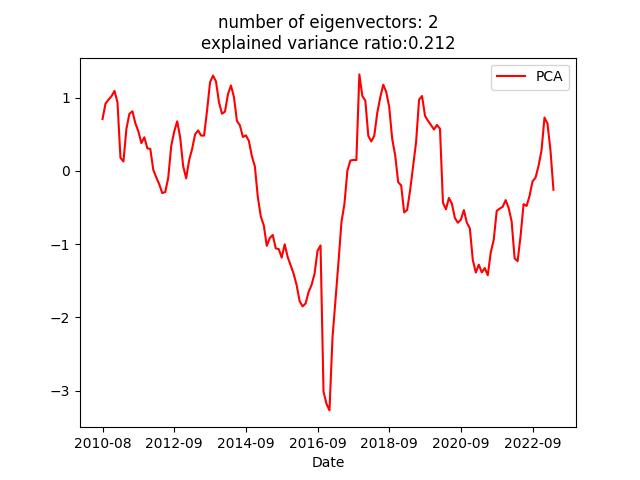 number of eigenvectors: 2
explained variance ratio:0.212
PCA
1
0
−1
−2
−3
2010-08 2012-09 2014-09 2016-09 2018-09 2020-09 2022-09
Date